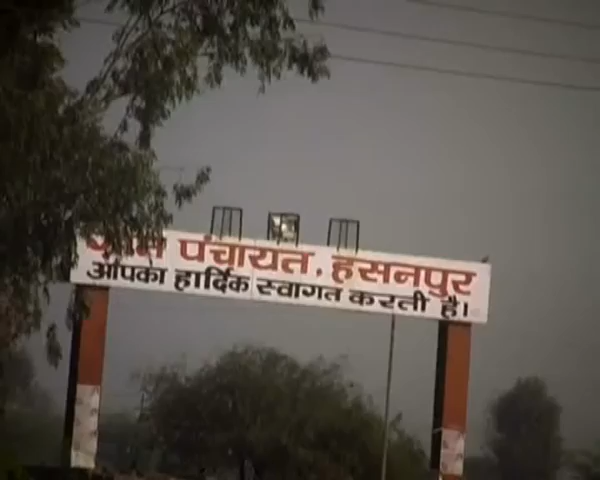 ग्राम पंचायत, हसनपुर
आपका हार्दिक स्वागत करती है।